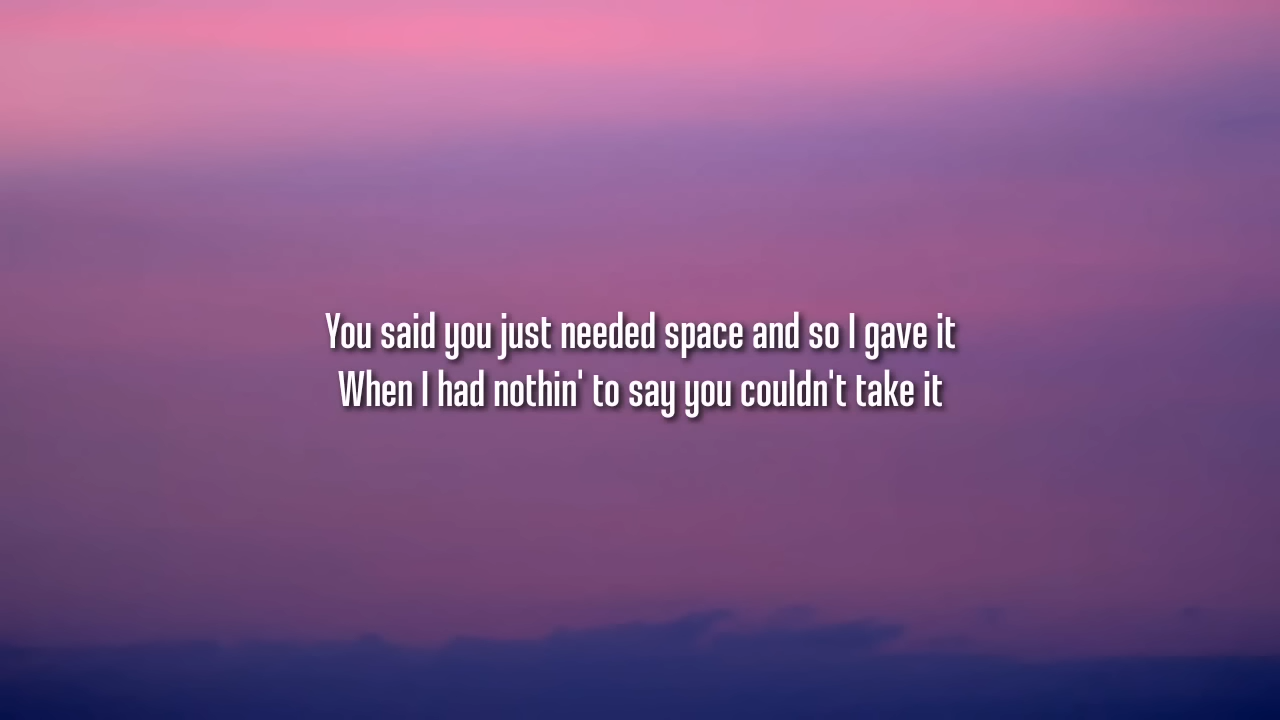 You said you just needed space and so I gave it
When I had nothin' to say you couldn't take it